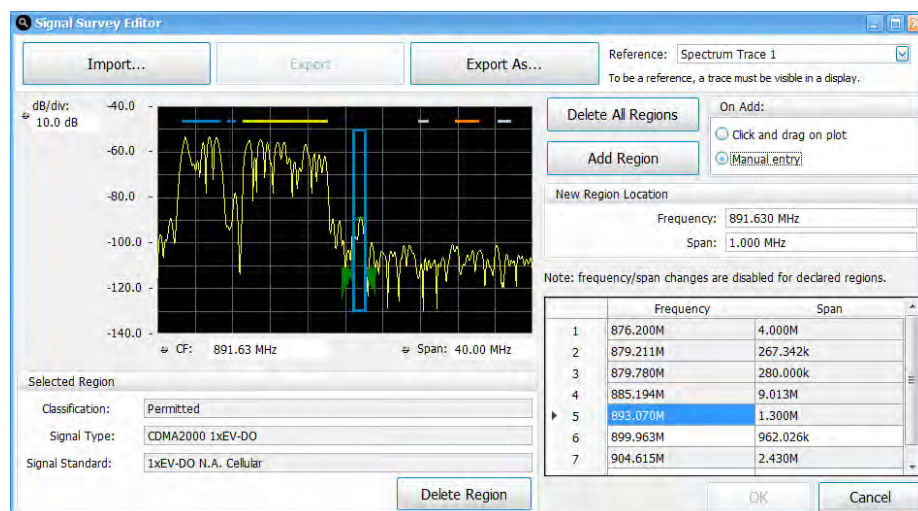 Signal Survey Editor
Import...
Export
Export As...
Reference: Spectrum Trace 1
To be a reference, a trace must be visible in a display.
dB/div:
10.0 dB
-40.0
-60.0
-80.0
-100.0
-120.0
-140.0
CF: 891.63 MHz
Span: 40.00 MHz
Delete All Regions
Add Region
On Add:
Click and drag on plot
Manual entry
New Region Location
Frequency: 891.630 MHz
Span: 1.000 MHz
Note: frequency/span changes are disabled for declared regions.
Frequency Span
1 876.200M 4.000M
2 879.211M 267.342k
3 879.780M 280.000k
4 885.194M 9.013M
5 893.070M 1.300M
6 899.963M 962.026k
7 904.615M 2.430M
Selected Region
Classification: Permitted
Signal Type: CDMA2000 1xEV-DO
Signal Standard: 1xEV-DO N.A. Cellular
Delete Region
OK
Cancel